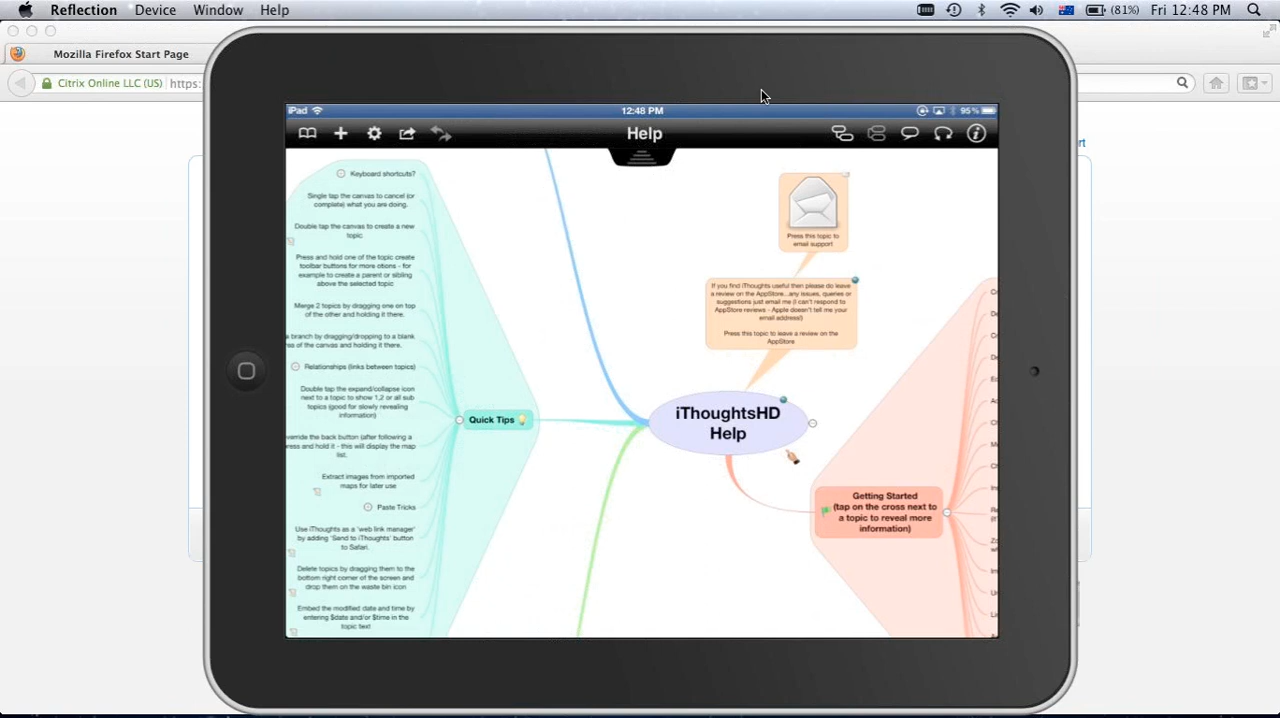 Reflection Device Window Help
(81%) Fri 12:48 PM
Mozilla Firefox Start Page
Citrix Online LLC (US) https:
iPad 12:48 PM 95%
Help
Keyboard shortcuts?
Single tap the canvas to cancel (or
complete) what you are doing.
Double tap the canvas to create a new
topic
Press and hold one of the topic create
toolbar buttons for more otions - for
example to create a parent or sibling
above the selected topic
Merge 2 topics by dragging one on top
of the other and holding it there.
a branch by dragging/dropping to a blank
of the canvas and holding it there.
Relationships (links between topics)
Double tap the expand/collapse icon
next to a topic to show 1,2 or all sub
topics (good for slowly revealing
information)
the back button (after following a
and hold it - this will display the map
list.
Extract images from imported
maps for later use
Paste Tricks
Use iThoughts as a 'web link manager'
by adding 'Send to iThoughts' button
to Safari.
Delete topics by dragging them to the
bottom right corner of the screen and
drop them on the waste bin icon
Embed the modified date and time by
entering $date and/or $time in the
topic text
Quick Tips
Press this topic to
email support
If you find iThoughts useful then please do leave
a review on the AppStore...any issues, queries or
suggestions just email me (I can't respond to
AppStore reviews - Apple doesn't tell me your
email address!)
Press this topic to leave a review on the
AppStore
iThoughtsHD
Help
Getting Started
(tap on the cross next to
a topic to reveal more
information)